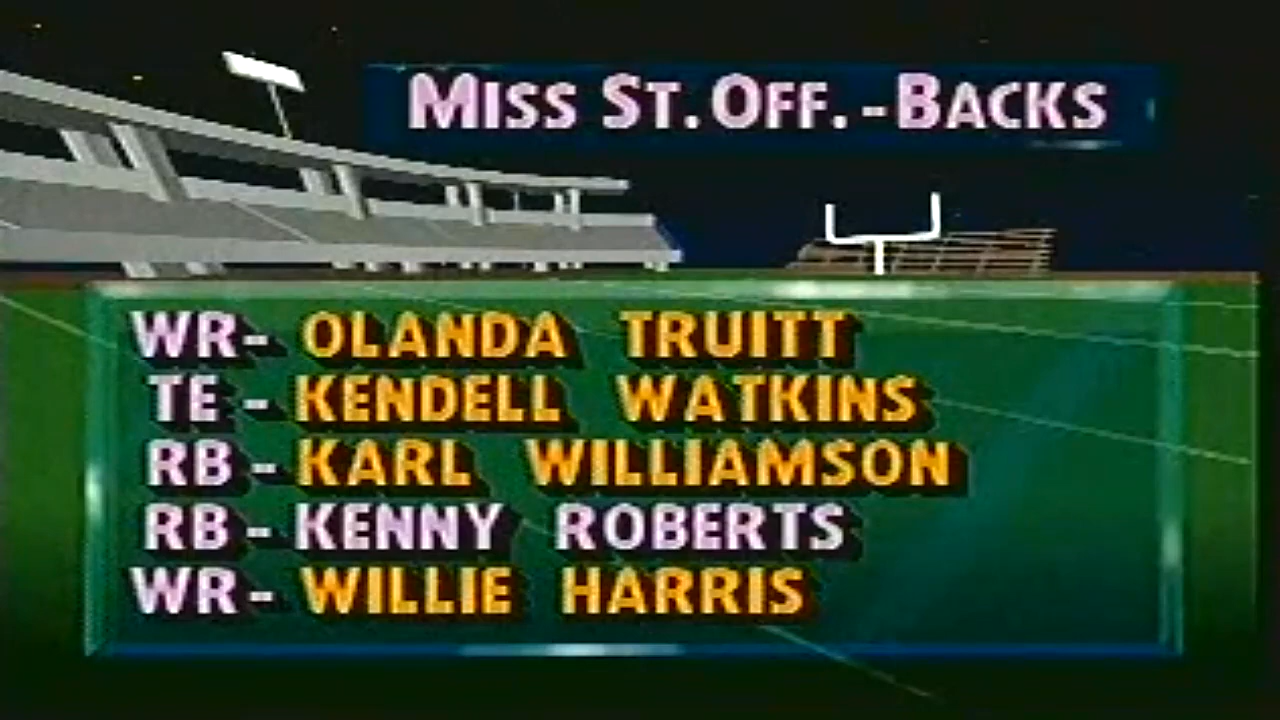 MISS ST. OFF. - BACKS
WR- OLANDA TRUITT
TE - KENDELL WATKINS
RB - KARL WILLIAMSON
RB - KENNY ROBERTS
WR- WILLIE HARRIS